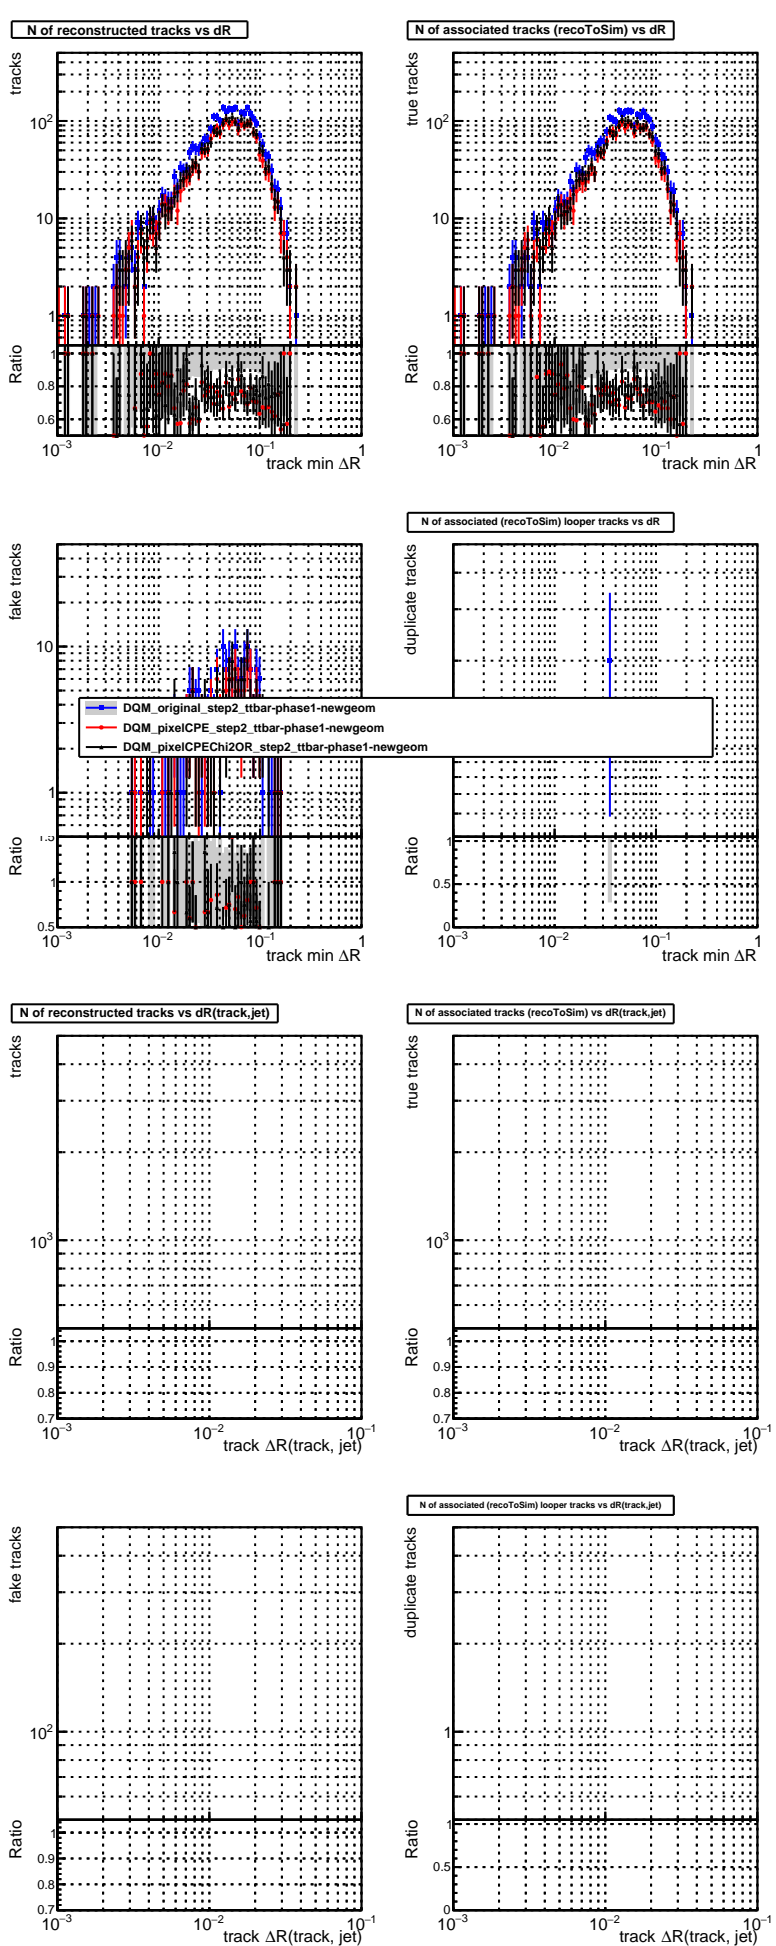 N of reconstructed tracks vs dR
N of associated tracks (recoToSim) vs dR
tracks
10²
10
1
Ratio
1
0.8
0.6
10⁻³ 10⁻² 10⁻¹ 1
track min ΔR
true tracks
10²
10
1
Ratio
1
0.8
0.6
10⁻³ 10⁻² 10⁻¹ 1
track min ΔR
N of associated (recoToSim) looper tracks vs dR
fake tracks
10
1
Ratio
1.5
1
0.5
10⁻³ 10⁻² 10⁻¹ 1
track min ΔR
duplicate tracks
Ratio
1
0.5
0
10⁻³ 10⁻² 10⁻¹ 1
track min ΔR
DQM_original_step2_ttbar-phase1-newgeom
DQM_pixelCPE_step2_ttbar-phase1-newgeom
DQM_pixelCPEChi2OR_step2_ttbar-phase1-newgeom
N of reconstructed tracks vs dR(track,jet)
N of associated tracks (recoToSim) vs dR(track,jet)
tracks
10³
Ratio
1
0.9
0.8
0.7
10⁻³ 10⁻² 10⁻¹
track ΔR(track, jet)
true tracks
10³
Ratio
1
0.9
0.8
0.7
10⁻³ 10⁻² 10⁻¹
track ΔR(track, jet)
N of associated (recoToSim) looper tracks vs dR(track,jet)
fake tracks
10²
Ratio
1
0.9
0.8
0.7
10⁻³ 10⁻² 10⁻¹
track ΔR(track, jet)
duplicate tracks
1
Ratio
1
0.5
0
10⁻³ 10⁻² 10⁻¹
track ΔR(track, jet)